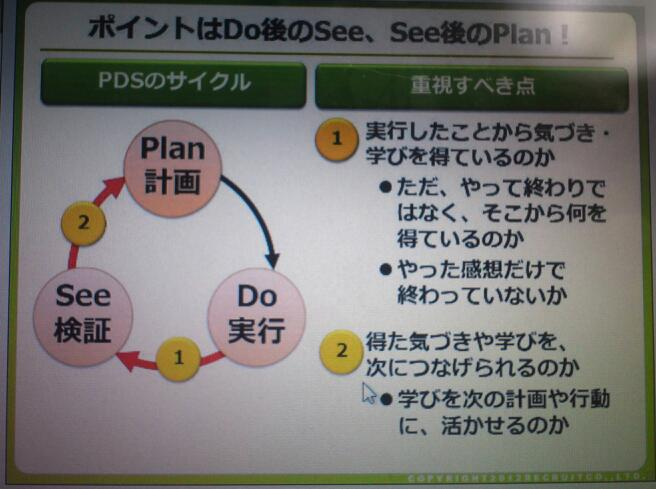 ポイントはDo後のSee、See後のPlan！
PDSのサイクル
重視すべき点
Plan
計画
2
See
検証
Do
実行
1
1
実行したことから気づき・
学びを得ているのか
●ただ、やって終わりで
はなく、そこから何を
得ているのか
●やった感想だけで
終わっていないか
2
得た気づきや学びを、
次につなげられるのか
●学びを次の計画や行動
に、活かせるのか
COPYRIGHT2012RECRUITCO.,LTD.